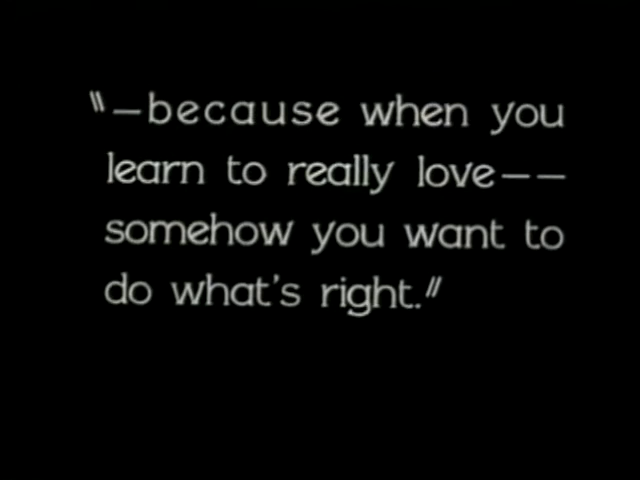 "—because when you
learn to really love——
somehow you want to
do what's right."